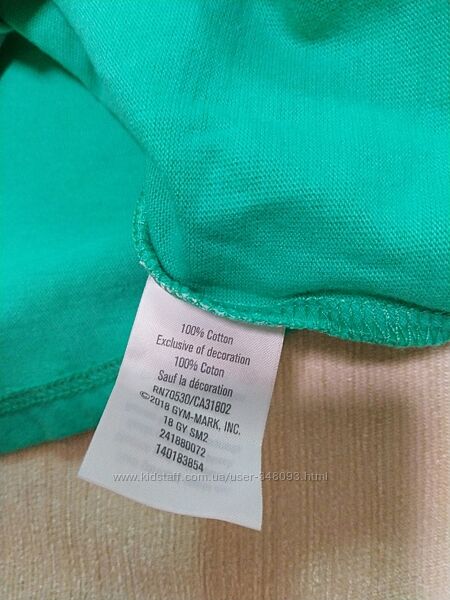 100% Cotton
Exclusive of decoration
100% Coton
Sauf la décoration
RN70530/CA31802
©2018 GYM-MARK, INC.
18 GY SM2
241880072
140183854
www.kidstaff.com.ua/user-848093.html